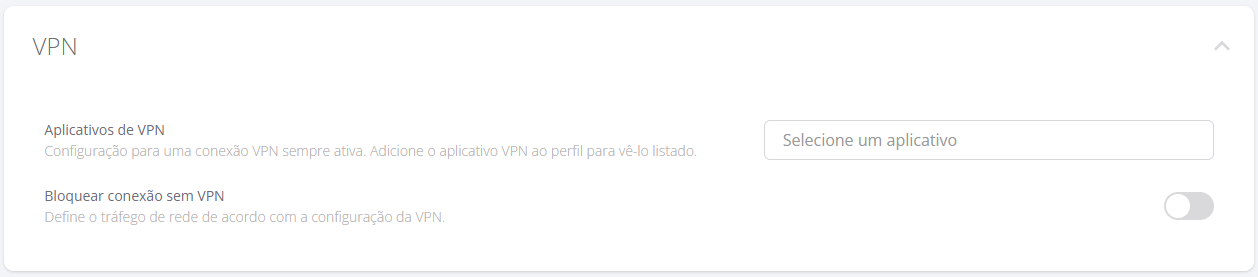 VPN
Aplicativos de VPN
Configuração para uma conexão VPN sempre ativa. Adicione o aplicativo VPN ao perfil para vê-lo listado.
Selecione um aplicativo
Bloquear conexão sem VPN
Define o tráfego de rede de acordo com a configuração da VPN.